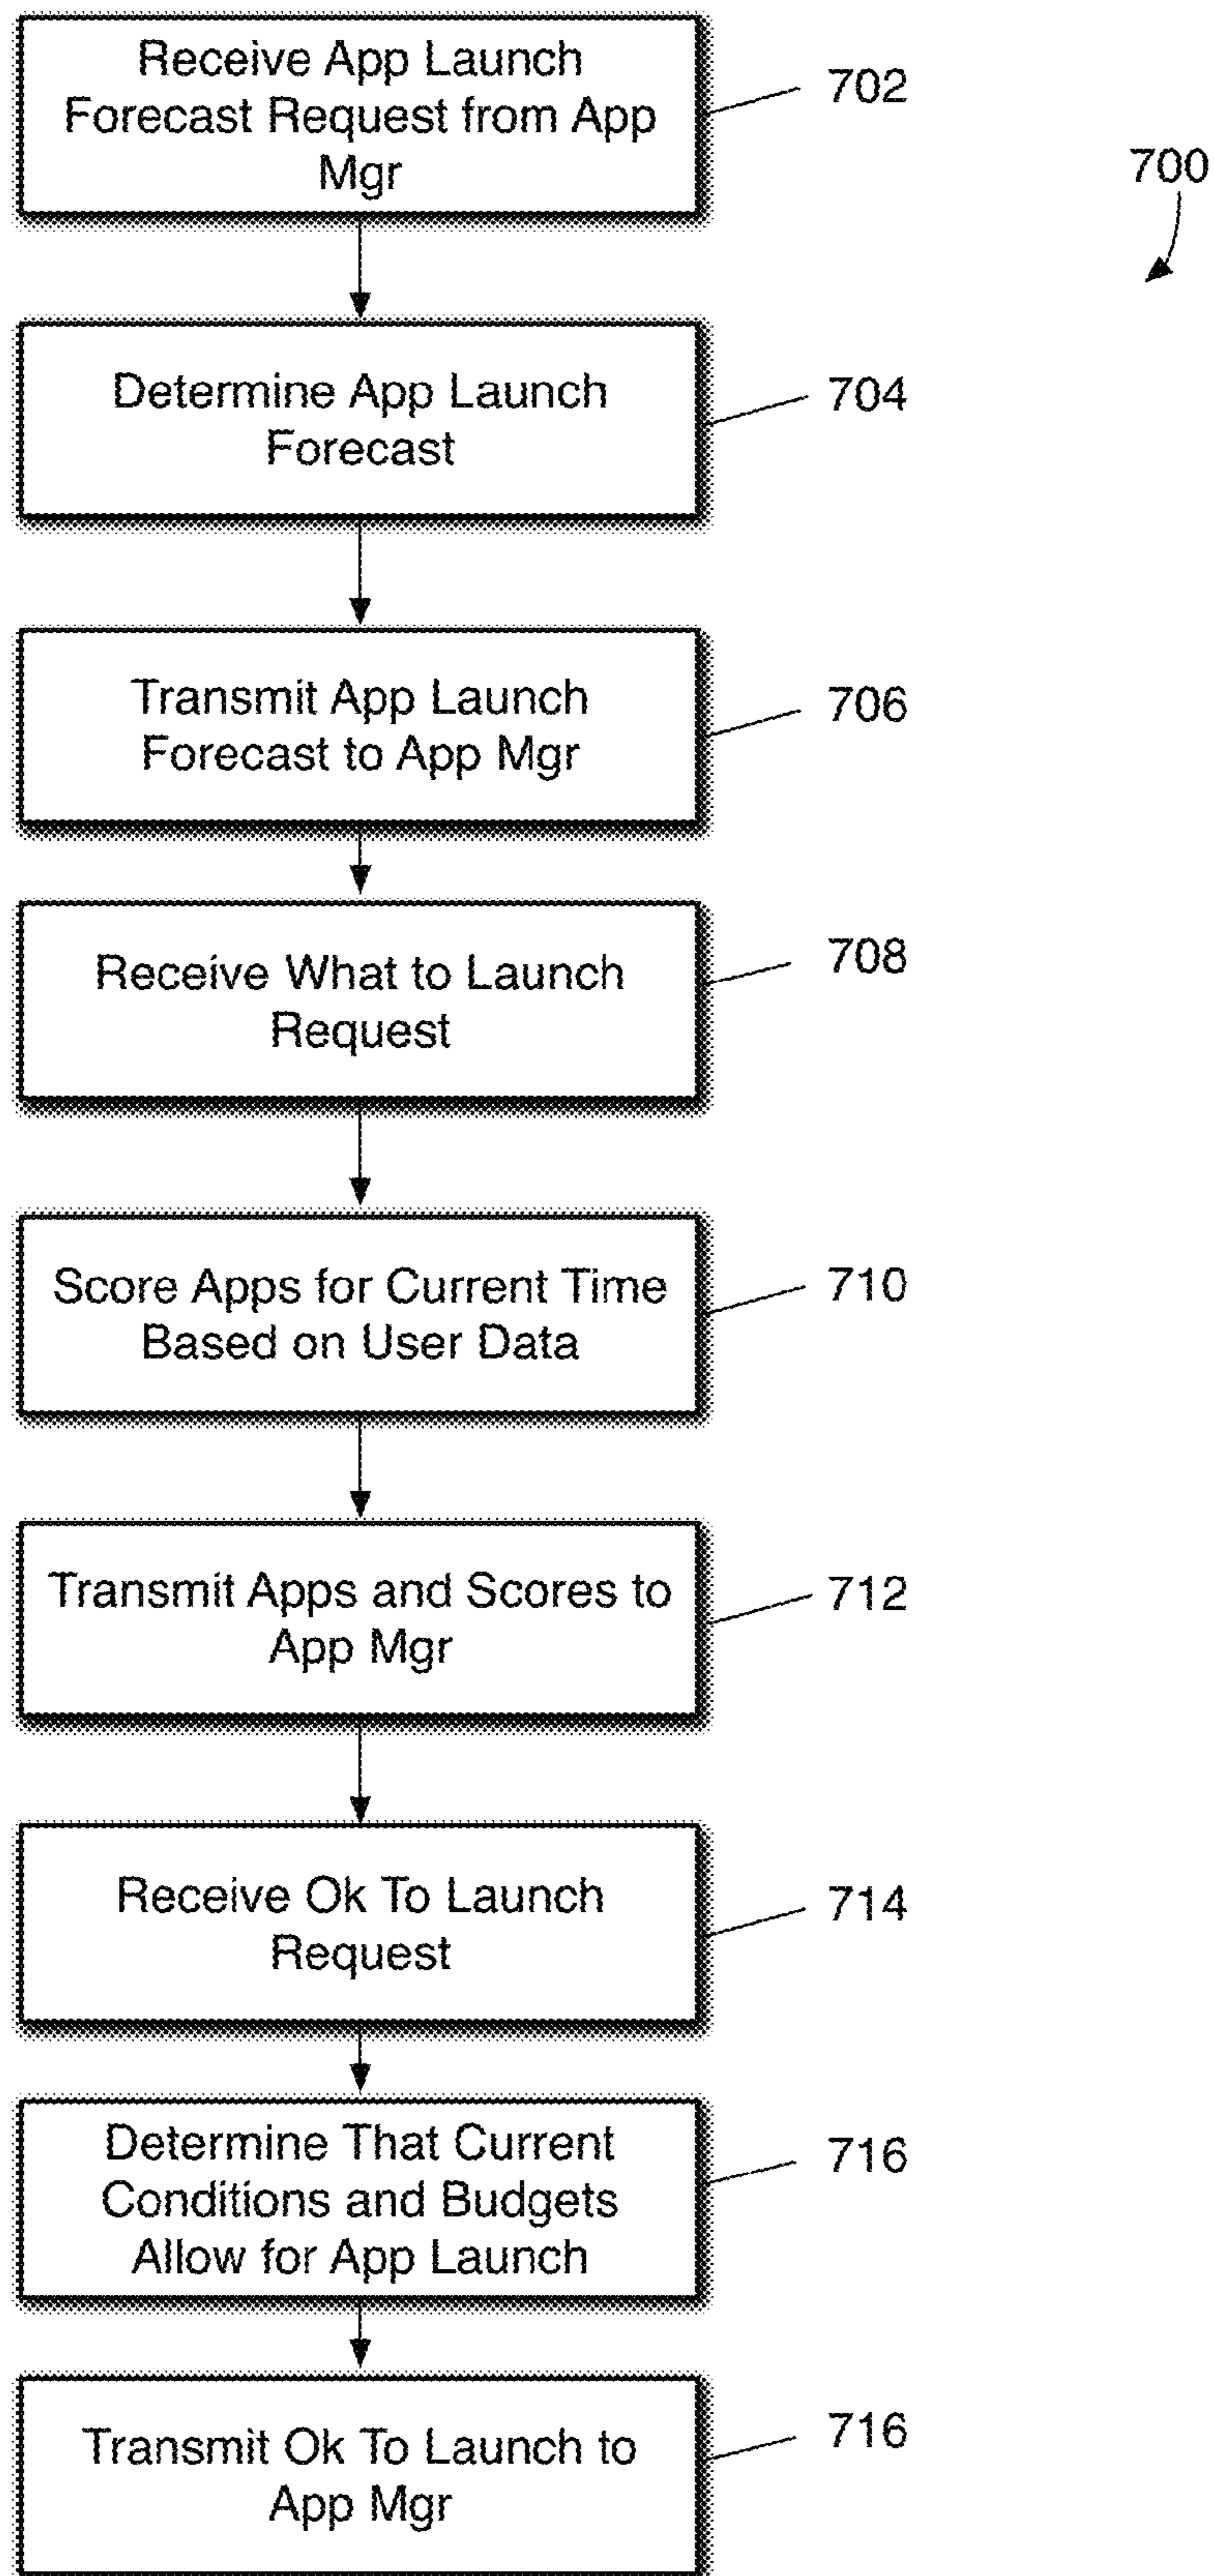 Receive App Launch
Forecast Request from App
Mgr
702
700
Determine App Launch
Forecast
704
Transmit App Launch
Forecast to App Mgr
706
Receive What to Launch
Request
708
Score Apps for Current Time
Based on User Data
710
Transmit Apps and Scores to
App Mgr
712
Receive Ok To Launch
Request
714
Determine That Current
Conditions and Budgets
Allow for App Launch
716
Transmit Ok To Launch to
App Mgr
716